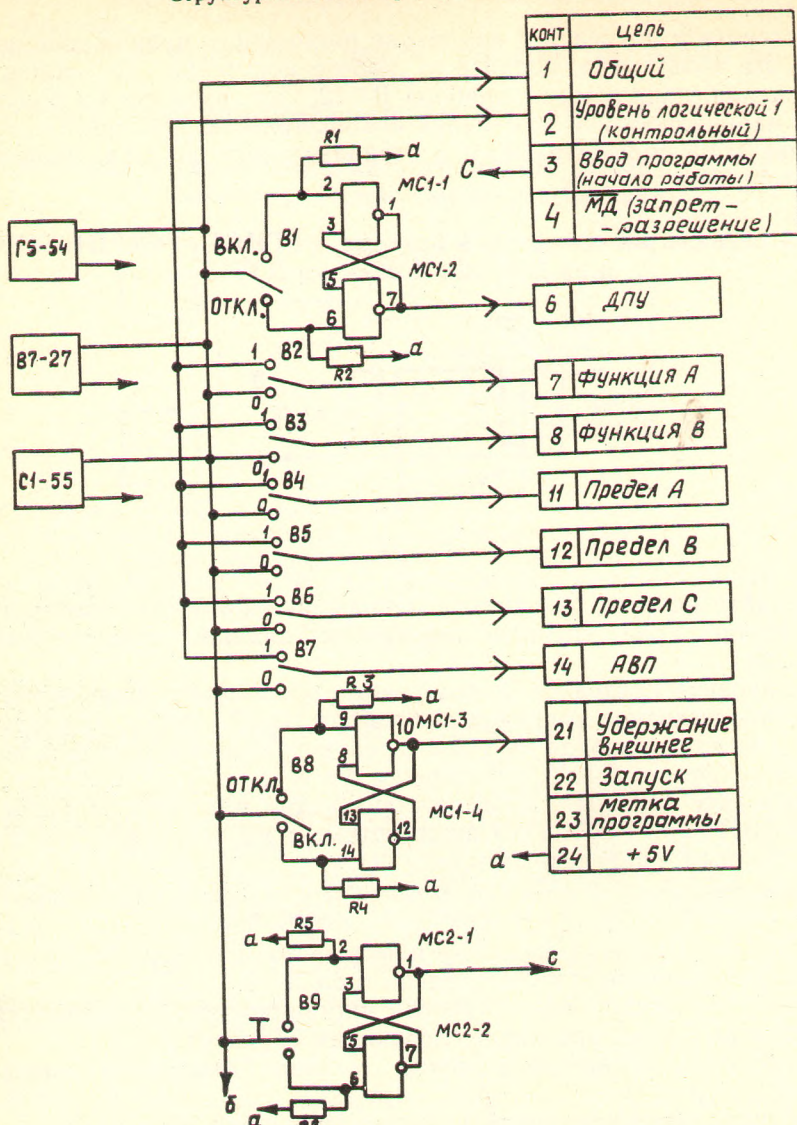 КОНТ цепь
1 Общий
2 Уровень логической 1
(контрольный)
3 Ввод программы
(начало работы)
4 МД (запрет-
-разрешение)
С
R1 а
2 МС1-1
1
3
В1
ВКЛ.
Г5-54
МС1-2
5
7
ОТКЛ.
6
6 ДПУ
В7-27
1 В2 R2 а
7 Функция А
0
1 В3
8 Функция В
С1-55
0
1 В4
11 Предел А
0
1 В5
12 Предел В
0
1 В6
13 Предел С
0
1 В7
14 АВП
0
R3 а
9 10 МС1-3
8
21 Удержание
внешнее
В8
ОТКЛ.
22 Запуск
13 МС1-4
12
23 метка
программы
ВКЛ.
14
а 24 +5V
R4 а
а R5
2 МС2-1
1 с
3
В9
МС2-2
5
7
6
б
а